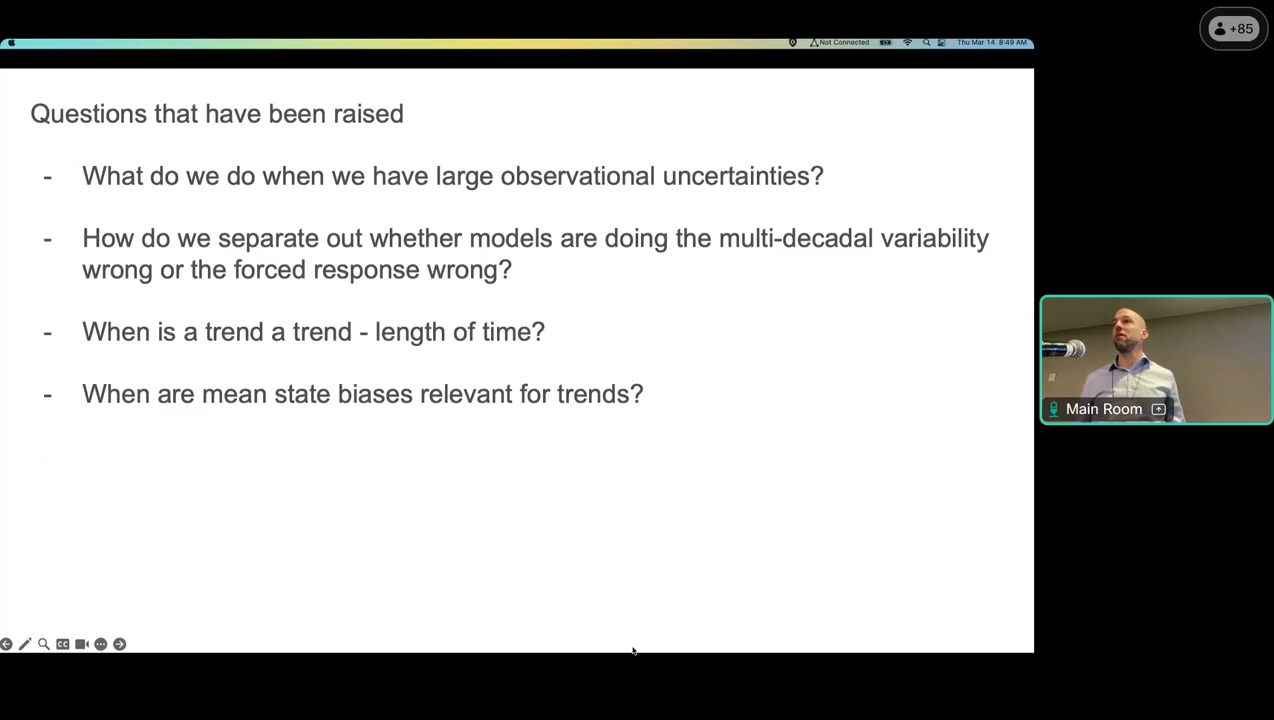 +85
Not Connected
Thu Mar 14 8:49 AM
Questions that have been raised
- What do we do when we have large observational uncertainties?
- How do we separate out whether models are doing the multi-decadal variability
wrong or the forced response wrong?
- When is a trend a trend - length of time?
- When are mean state biases relevant for trends?
Main Room
CC